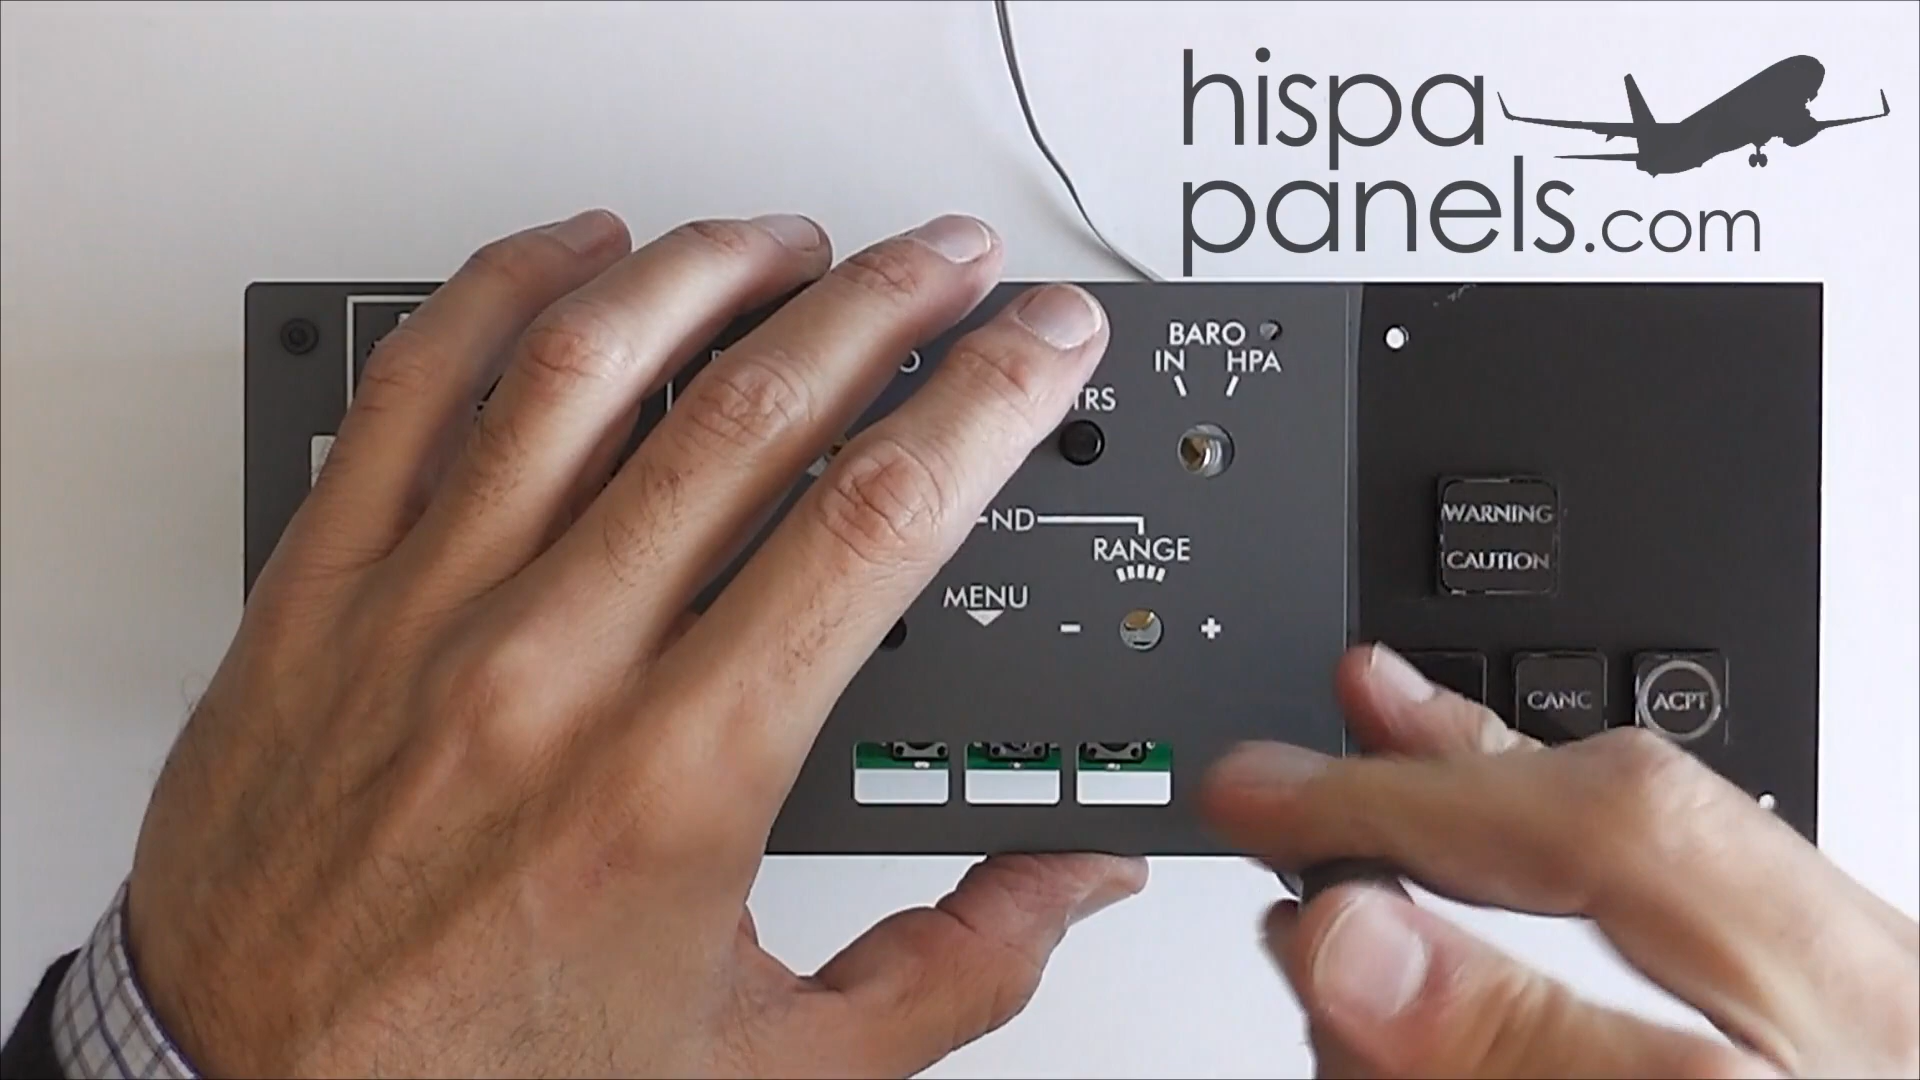 hispa
panels.com
BARO
IN HPA
TRS
ND
RANGE
MENU
- +
WARNING
CAUTION
CANC
ACPT